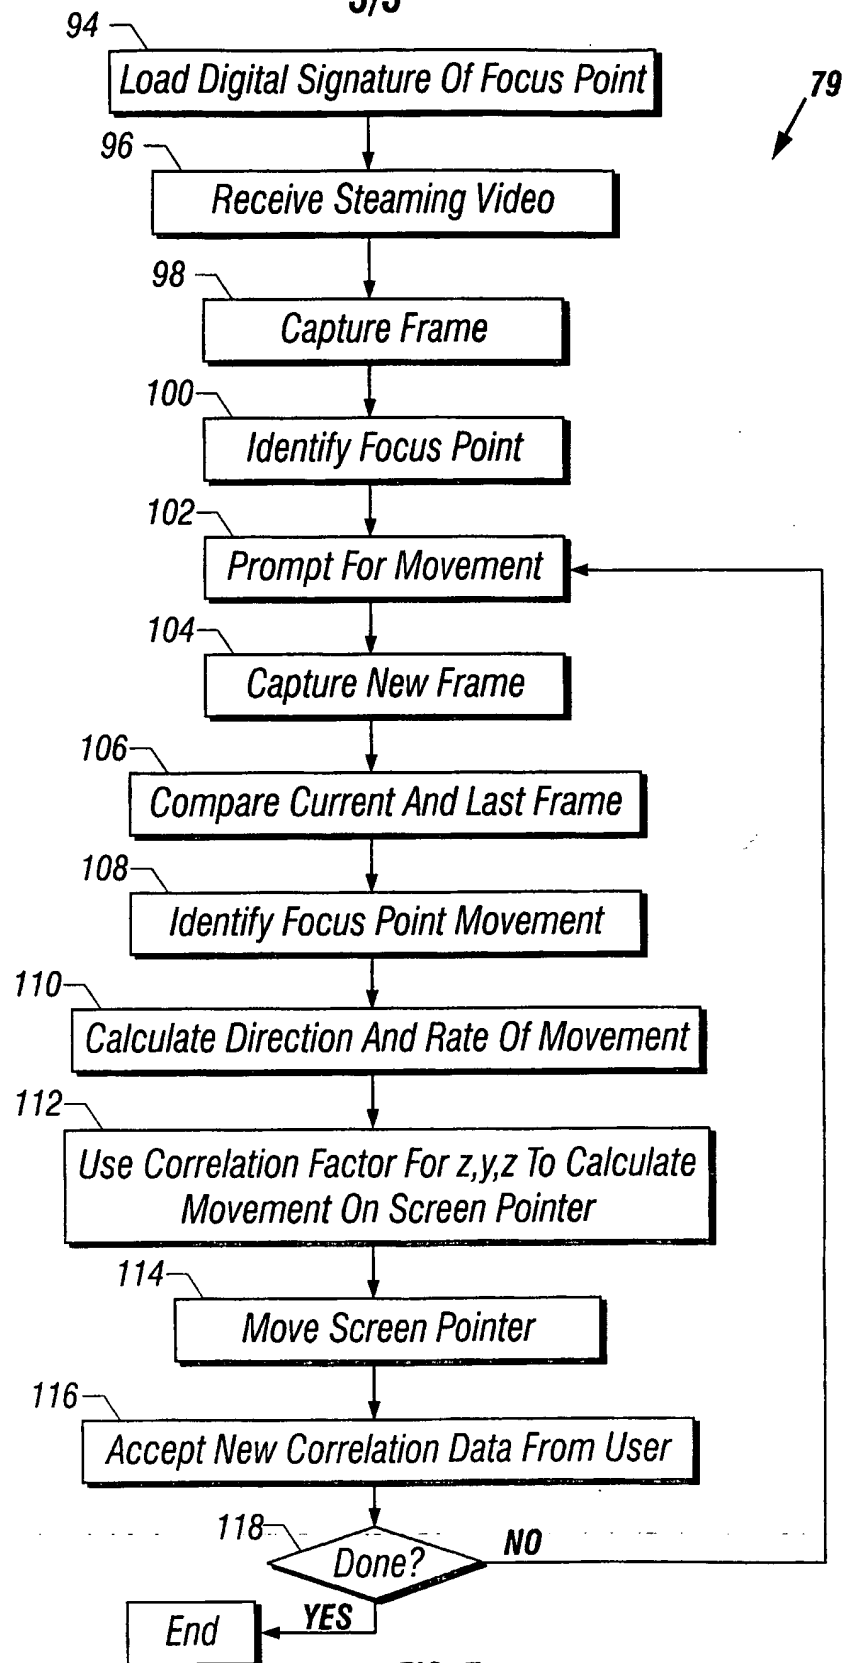 94
Load Digital Signature Of Focus Point
79
96
Receive Steaming Video
98
Capture Frame
100
Identify Focus Point
102
Prompt For Movement
104
Capture New Frame
106
Compare Current And Last Frame
108
Identify Focus Point Movement
110
Calculate Direction And Rate Of Movement
112
Use Correlation Factor For z,y,z To Calculate
Movement On Screen Pointer
114
Move Screen Pointer
116
Accept New Correlation Data From User
118
Done?
NO
YES
End